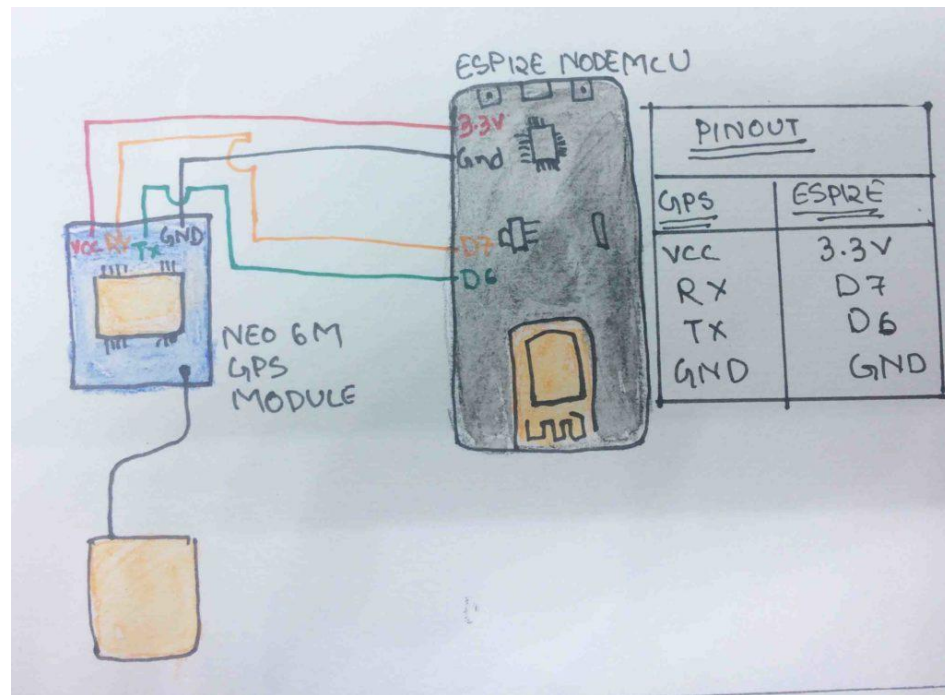 ESP12E NODEMCU
3.3V
Gnd
D7
D6
VCC RX TX GND
NEO 6M
GPS
MODULE
PINOUT
GPS ESP12E
VCC 3.3V
RX D7
TX D6
GND GND